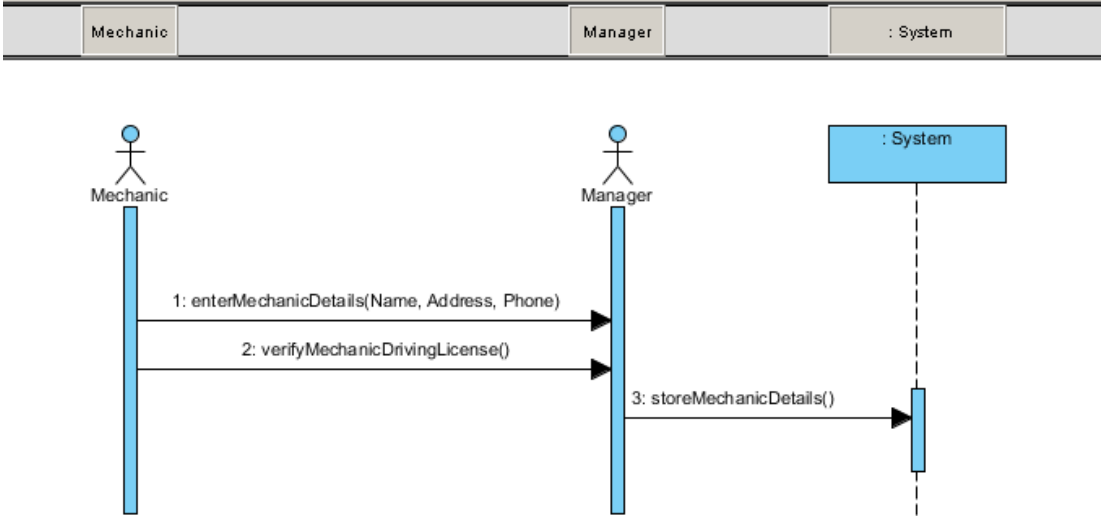 Mechanic
Manager
: System
: System
Mechanic
Manager
1: enterMechanicDetails(Name, Address, Phone)
2: verifyMechanicDrivingLicense()
3: storeMechanicDetails()